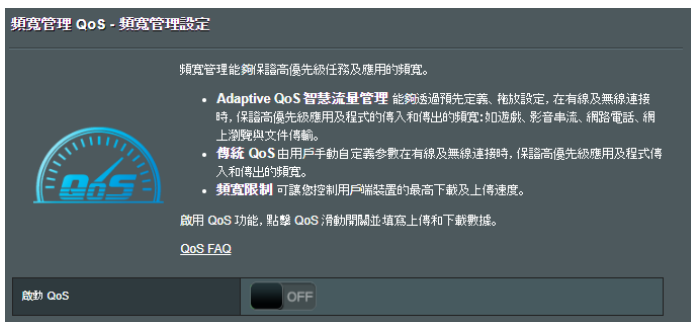 頻寬管理 QoS - 頻寬管理設定
頻寬管理能夠保證高優先級任務及應用的頻寬。
• Adaptive QoS 智慧流量管理 能夠透過預先定義、拖放設定，在有線及無線連接
時，保證高優先級應用及程式的傳入和傳出的頻寬：如遊戲、影音串流、網路電話、網
上瀏覽與文件傳輸。
• 傳統 QoS 由用戶手動自定義參數在有線及無線連接時，保證高優先級應用及程式傳
入和傳出的頻寬。
• 頻寬限制 可讓您控制用戶端裝置的最高下載及上傳速度。
QoS
啟用 QoS 功能，點擊 QoS 滑動開關並填寫上傳和下載數據。
QoS FAQ
啟動 QoS
OFF